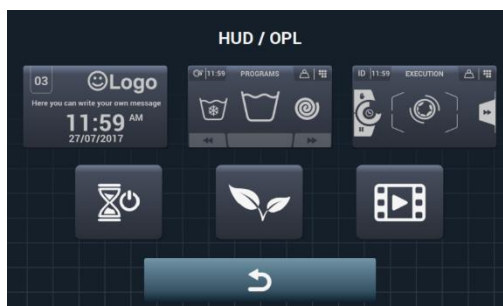 HUD / OPL
03
Logo
Here you can write your own message
11:59 AM
27/07/2017
11:59 PROGRAMS
ID 11:59 EXECUTION